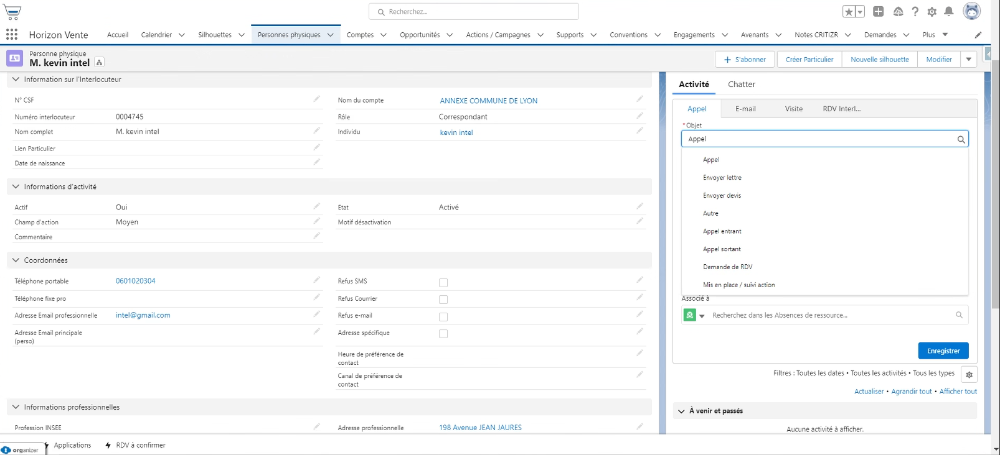 Recherchez...
Horizon Vente
Accueil
Calendrier
Silhouettes
Personnes physiques
Comptes
Opportunités
Actions / Campagnes
Supports
Conventions
Engagements
Avenants
Notes CRITIZR
Demandes
Plus
Personne physique
M. kevin intel
S'abonner
Créer Particulier
Nouvelle silhouette
Modifier
Information sur l'Interlocuteur
N° CSF
Nom du compte ANNEXE COMMUNE DE LYON
Numéro interlocuteur 0004745
Rôle Correspondant
Nom complet M. kevin intel
Individu kevin intel
Lien Particulier
Date de naissance
Informations d'activité
Actif Oui
Etat Activé
Champ d'action Moyen
Motif désactivation
Commentaire
Coordonnées
Téléphone portable 0601020304
Refus SMS
Téléphone fixe pro
Refus Courrier
Adresse Email professionnelle intel@gmail.com
Refus e-mail
Adresse Email principale
(perso)
Adresse spécifique
Heure de préférence de
contact
Canal de préférence de
contact
Informations professionnelles
Profession INSEE
Adresse professionnelle 198 Avenue JEAN JAURES
Activité
Chatter
Appel
E-mail
Visite
RDV Interl...
* Objet
Appel
Appel
Envoyer lettre
Envoyer devis
Autre
Appel entrant
Appel sortant
Demande de RDV
Mis en place / suivi action
Associé à
Recherchez dans les Absences de ressource...
Enregistrer
Filtres : Toutes les dates • Toutes les activités • Tous les types
Actualiser • Agrandir tout • Afficher tout
À venir et passés
Aucune activité à afficher.
organizer
Applications
RDV à confirmer